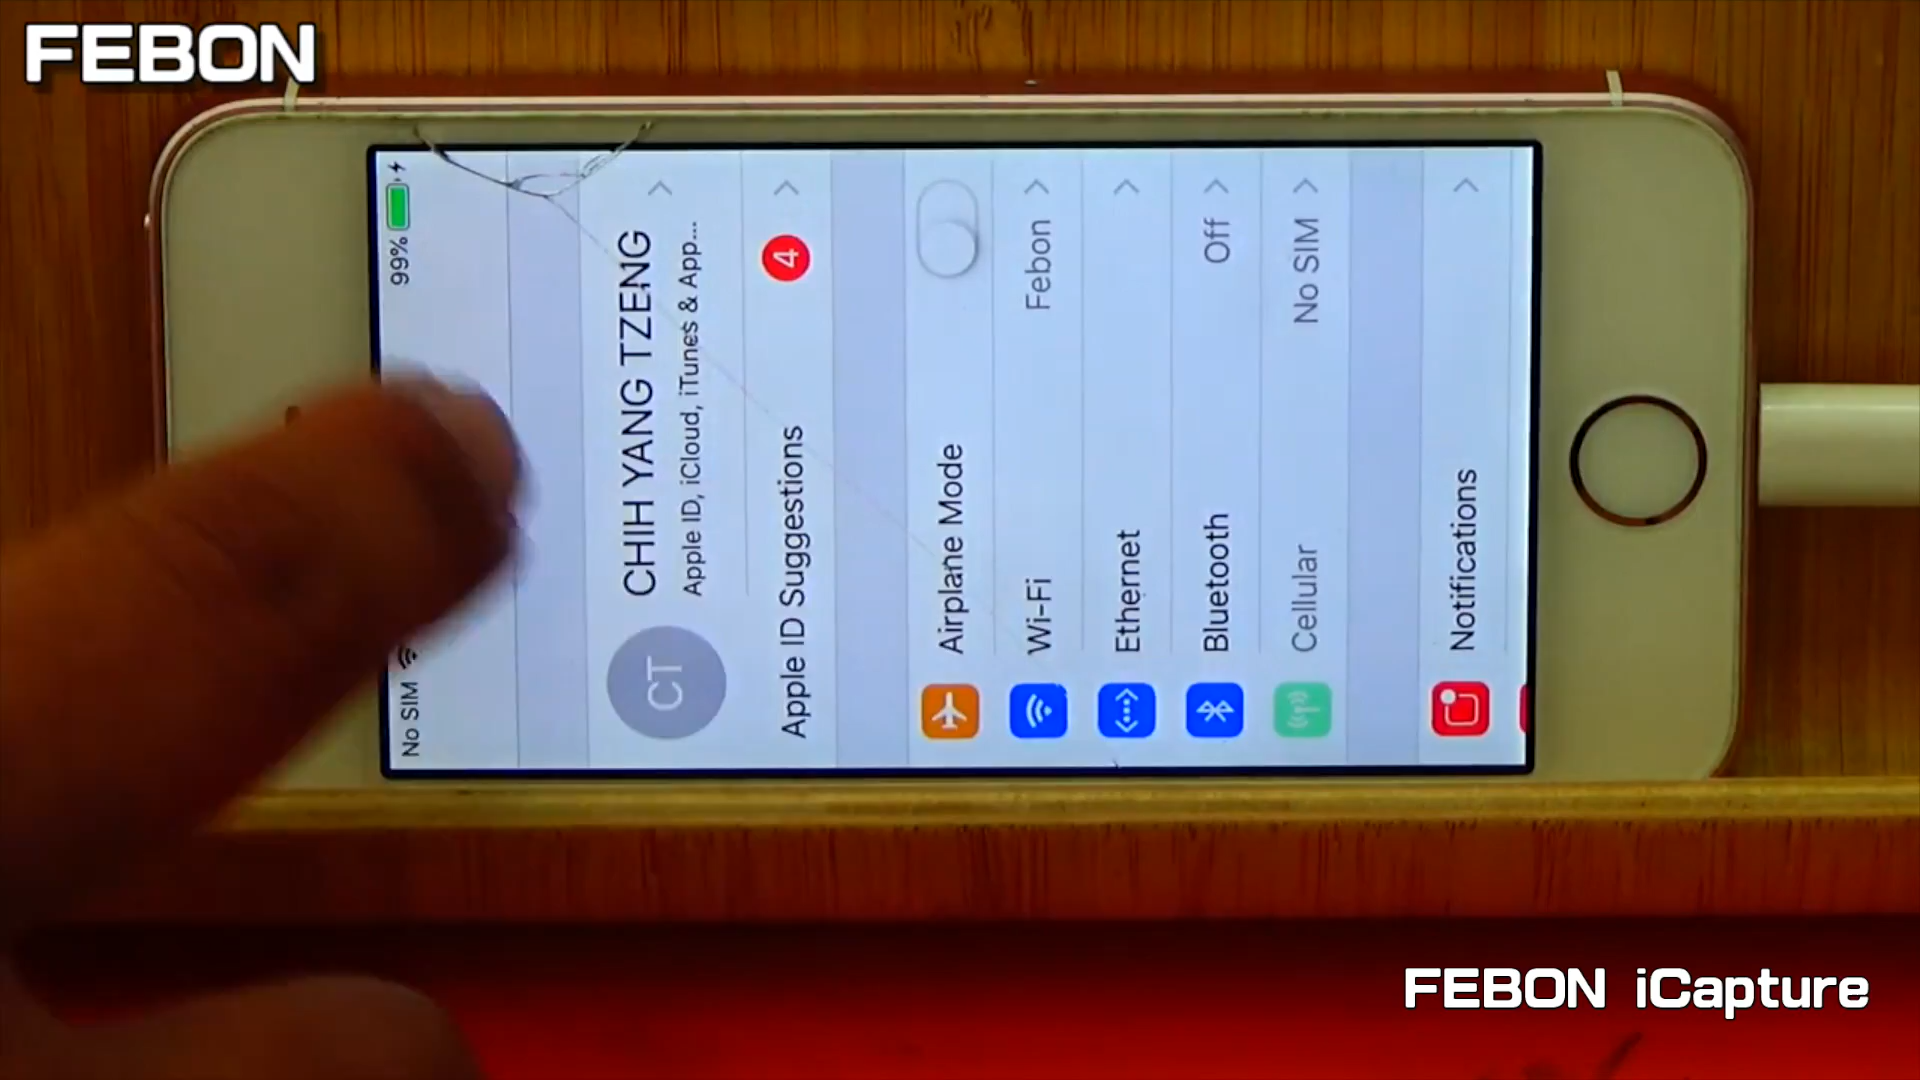 FEBON
No SIM
99%
CHIH YANG TZENG
Apple ID, iCloud, iTunes & App...
CT
Apple ID Suggestions
4
Airplane Mode
Wi-Fi
Febon
Ethernet
Bluetooth
Off
Cellular
No SIM
Notifications
FEBON iCapture